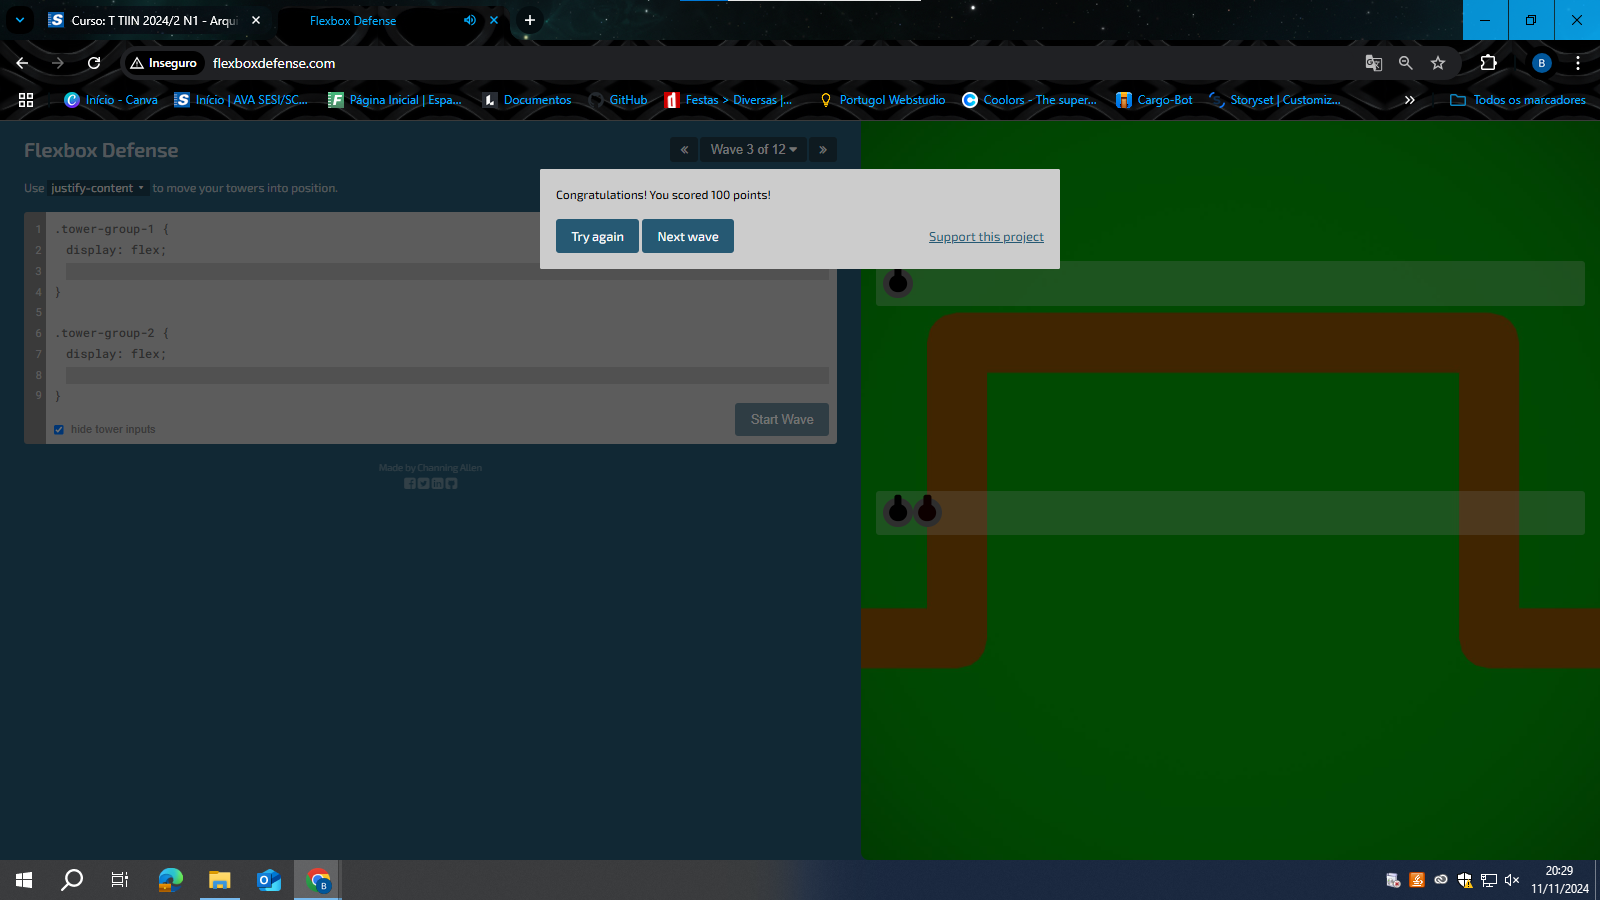 Curso: T TIIN 2024/2 N1 - Arqui
Flexbox Defense
Inseguro
flexboxdefense.com
B
Início - Canva
Início | AVA SESI/SC...
Página Inicial | Espa...
Documentos
GitHub
Festas > Diversas |...
Portugol Webstudio
Coolors - The super...
Cargo-Bot
Storyset | Customiz...
»
Todos os marcadores
Flexbox Defense
«
Wave 3 of 12
»
Use justify-content to move your towers into position.
Congratulations! You scored 100 points!
Try again
Next wave
Support this project
1 .tower-group-1 {
2 display: flex;
3
4 }
5
6 .tower-group-2 {
7 display: flex;
8
9 }
hide tower inputs
Start Wave
Made by Channing Allen
20:29
11/11/2024